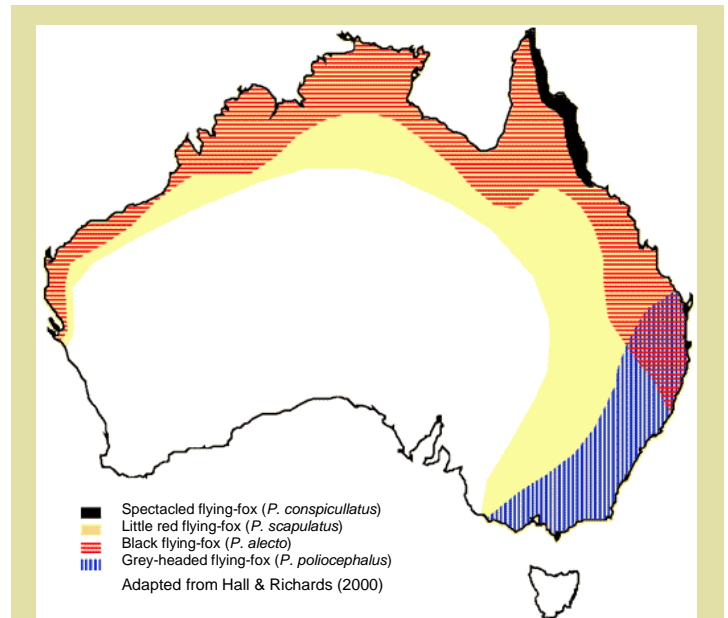 Spectacled flying-fox (P. conspicullatus)
Little red flying-fox (P. scapulatus)
Black flying-fox (P. alecto)
Grey-headed flying-fox (P. poliocephalus)
Adapted from Hall & Richards (2000)